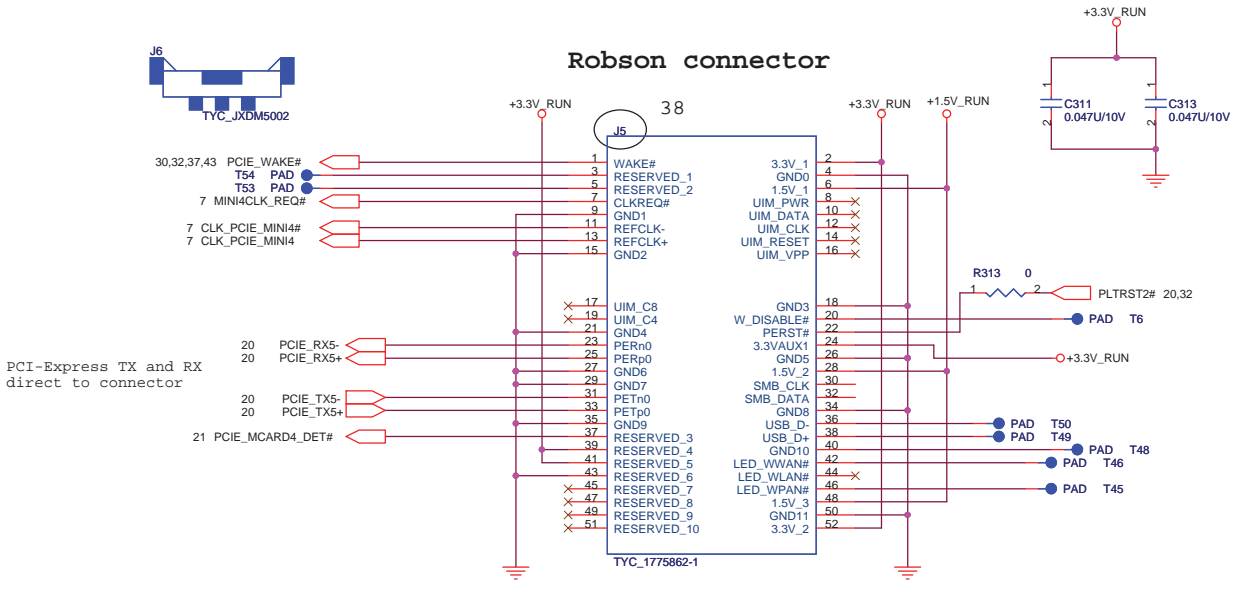 +3.3V_RUN
Robson connector
J6
TYC_JXDM5002
C311
0.047U/10V
1
2
C313
0.047U/10V
1
2
+3.3V_RUN
38
+3.3V_RUN
+1.5V_RUN
J5
30,32,37,43 PCIE_WAKE# 1 WAKE#
T54 PAD 3 RESERVED_1
T53 PAD 5 RESERVED_2
7 MINI4CLK_REQ# 7 CLKREQ#
9 GND1
7 CLK_PCIE_MINI4# 11 REFCLK-
7 CLK_PCIE_MINI4 13 REFCLK+
15 GND2
17 UIM_C8
19 UIM_C4
21 GND4
20 PCIE_RX5- 23 PERn0
20 PCIE_RX5+ 25 PERp0
27 GND6
29 GND7
20 PCIE_TX5- 31 PETn0
20 PCIE_TX5+ 33 PETp0
35 GND9
21 PCIE_MCARD4_DET# 37 RESERVED_3
39 RESERVED_4
41 RESERVED_5
43 RESERVED_6
45 RESERVED_7
47 RESERVED_8
49 RESERVED_9
51 RESERVED_10
PCI-Express TX and RX
direct to connector
3.3V_1 2
GND0 4
1.5V_1 6
UIM_PWR 8
UIM_DATA 10
UIM_CLK 12
UIM_RESET 14
UIM_VPP 16
R313 0
1 2 PLTRST2# 20,32
GND3 18
W_DISABLE# 20 PAD T6
PERST# 22
3.3VAUX1 24 +3.3V_RUN
GND5 26
1.5V_2 28
SMB_CLK 30
SMB_DATA 32
GND8 34
USB_D- 36 PAD T50
USB_D+ 38 PAD T49
GND10 40 PAD T48
LED_WWAN# 42 PAD T46
LED_WLAN# 44
LED_WPAN# 46 PAD T45
1.5V_3 48
GND11 50
3.3V_2 52
TYC_1775862-1